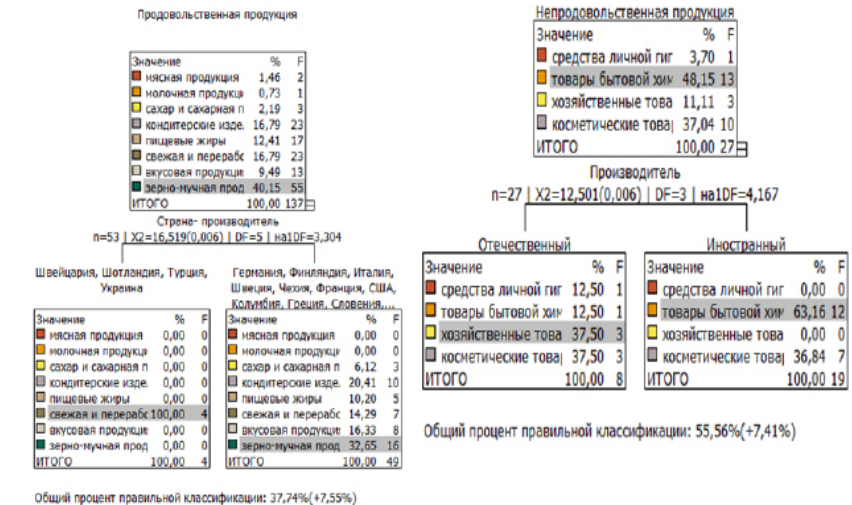 Продовольственная продукция
Значение % F
мясная продукция 1,46 2
молочная продукци 0,73 1
сахар и сахарная п 2,19 3
кондитерские изде. 16,79 23
пищевые жиры 12,41 17
свежая и перерабс 16,79 23
вкусовая продукци 9,49 13
зерно-мучная прод 40,15 55
ИТОГО 100,00 137
Страна- производитель
n=53 | X2=16,519(0,006) | DF=5 | на1DF=3,304
Швейцария, Шотландия, Турция,
Украина
Значение % F
мясная продукция 0,00 0
молочная продукци 0,00 0
сахар и сахарная п 0,00 0
кондитерские изде. 0,00 0
пищевые жиры 0,00 0
свежая и перерабс 100,00 4
вкусовая продукци 0,00 0
зерно-мучная прод 0,00 0
ИТОГО 100,00 4
Германия, Финляндия, Италия,
Швеция, Чехия, Франция, США,
Колумбия, Греция, Словения,...
Значение % F
мясная продукция 0,00 0
молочная продукци 0,00 0
сахар и сахарная п 6,12 3
кондитерские изде. 20,41 10
пищевые жиры 10,20 5
свежая и перерабс 14,29 7
вкусовая продукци 16,33 8
зерно-мучная прод 32,65 16
ИТОГО 100,00 49
Общий процент правильной классификации: 37,74%(+7,55%)
Непродовольственная продукция
Значение % F
средства личной гиг 3,70 1
товары бытовой хим 48,15 13
хозяйственные това 11,11 3
косметические това 37,04 10
ИТОГО 100,00 27
Производитель
n=27 | X2=12,501(0,006) | DF=3 | на1DF=4,167
Отечественный
Значение % F
средства личной гиг 12,50 1
товары бытовой хим 12,50 1
хозяйственные това 37,50 3
косметические това 37,50 3
ИТОГО 100,00 8
Иностранный
Значение % F
средства личной гиг 0,00 0
товары бытовой хим 63,16 12
хозяйственные това 0,00 0
косметические това 36,84 7
ИТОГО 100,00 19
Общий процент правильной классификации: 55,56%(+7,41%)